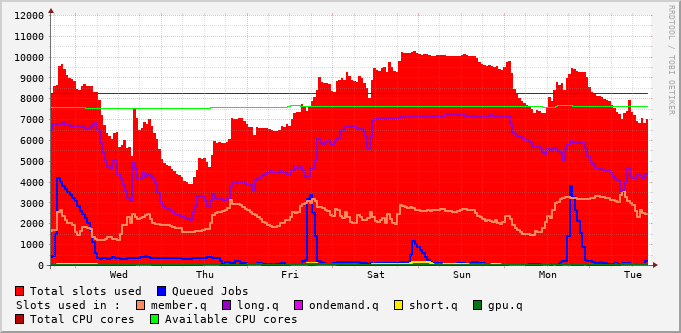 12000
11000
10000
9000
8000
7000
6000
5000
4000
3000
2000
1000
0
Wed Thu Fri Sat Sun Mon Tue
RRDTOOL / TOBI OETIKER
Total slots used Queued Jobs
Slots used in : member.q long.q ondemand.q short.q gpu.q
Total CPU cores Available CPU cores